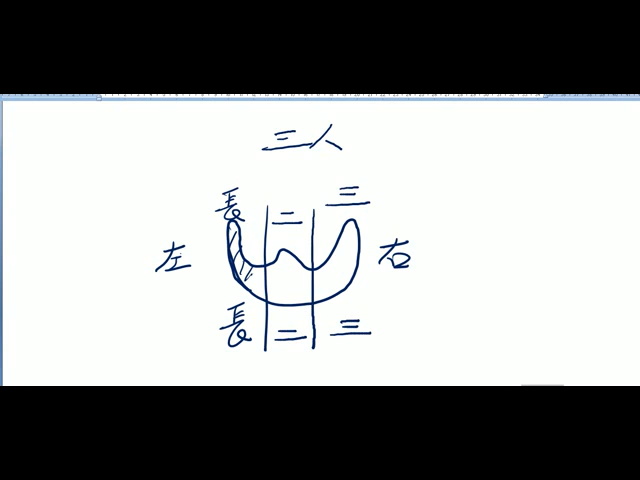 三人
長 二 三
左 右
長 二 三